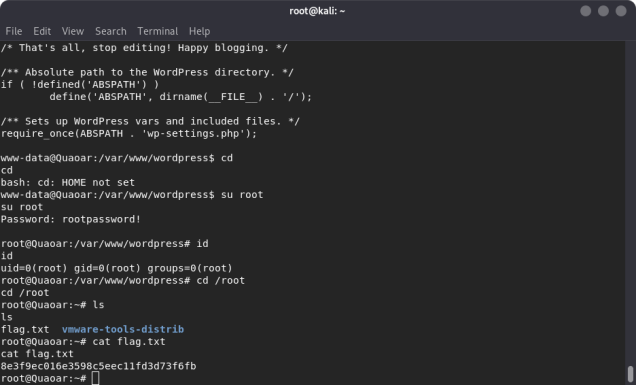 root@kali: ~
File Edit View Search Terminal Help
/* That's all, stop editing! Happy blogging. */
/** Absolute path to the WordPress directory. */
if ( !defined('ABSPATH') )
        define('ABSPATH', dirname(__FILE__) . '/');
/** Sets up WordPress vars and included files. */
require_once(ABSPATH . 'wp-settings.php');
www-data@Quaoar:/var/www/wordpress$ cd
cd
bash: cd: HOME not set
www-data@Quaoar:/var/www/wordpress$ su root
su root
Password: rootpassword!
root@Quaoar:/var/www/wordpress# id
id
uid=0(root) gid=0(root) groups=0(root)
root@Quaoar:/var/www/wordpress# cd /root
cd /root
root@Quaoar:~# ls
ls
flag.txt  vmware-tools-distrib
root@Quaoar:~# cat flag.txt
cat flag.txt
8e3f9ec016e3598c5eec11fd3d73f6fb
root@Quaoar:~#